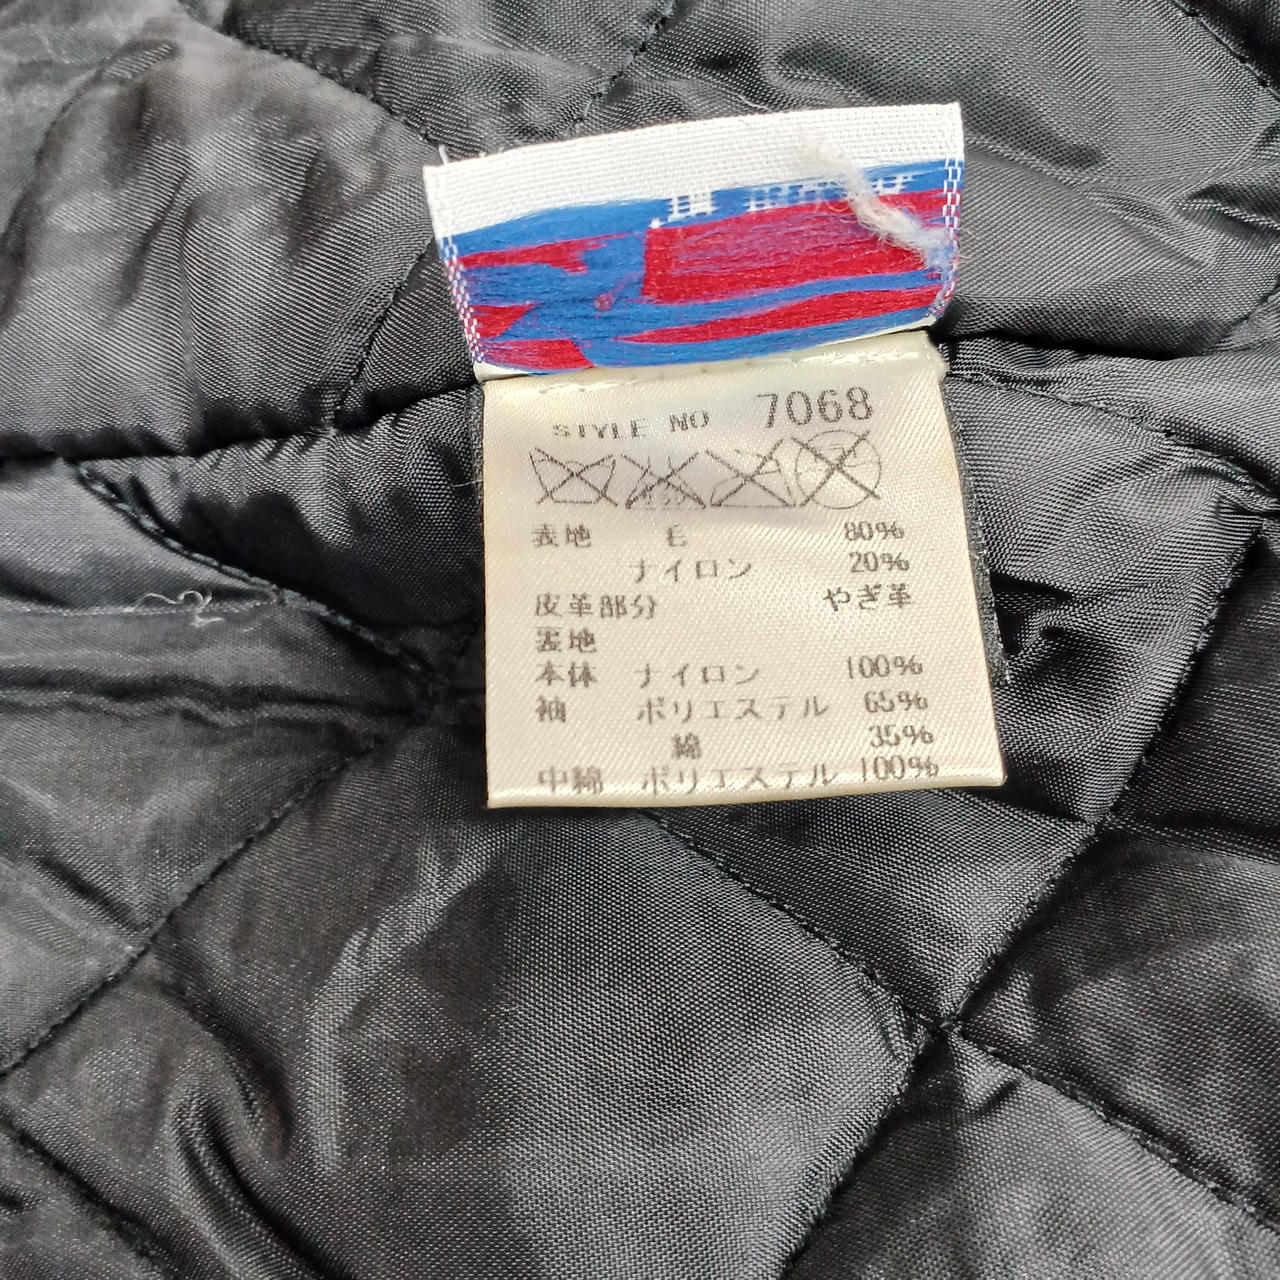 STYLE NO 7068
表地 毛 80%
ナイロン 20%
皮革部分 やぎ革
裏地
本体 ナイロン 100%
袖 ポリエステル 65%
綿 35%
中綿 ポリエステル 100%